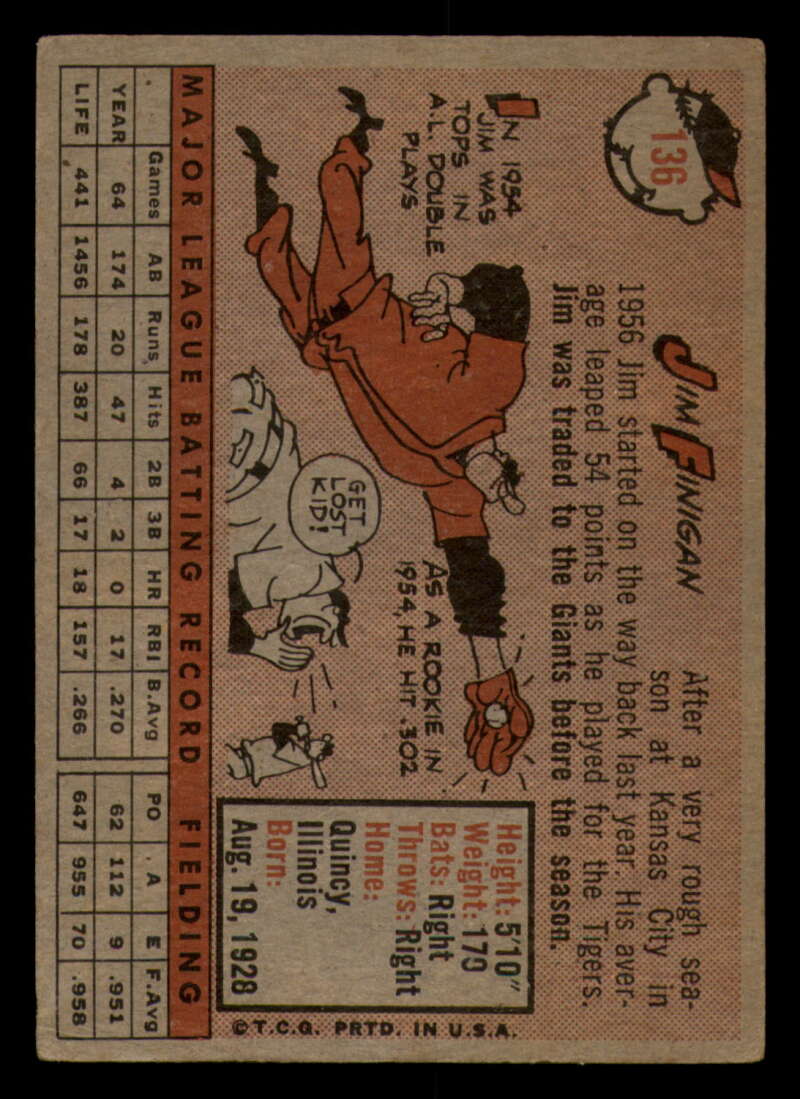 136
JIM FINIGAN
After a very rough sea-
son at Kansas City in
1956 Jim started on the way back last year. His aver-
age leaped 54 points as he played for the Tigers.
Jim was traded to the Giants before the season.
IN 1954
JIM WAS
TOPS IN
A.L. DOUBLE
PLAYS
AS A ROOKIE IN
1954, HE HIT .302
GET
LOST
KID!
Height: 5'10"
Weight: 170
Bats: Right
Throws: Right
Home:
Quincy,
Illinois
Born:
Aug. 19, 1928
MAJOR LEAGUE BATTING RECORD FIELDING
Games AB Runs Hits 2B 3B HR RBI B.Avg PO A E F.Avg
YEAR 64 174 20 47 4 2 0 17 .270 62 112 9 .951
LIFE 441 1456 178 387 66 17 18 157 .266 647 955 70 .958
©T.C.G. PRTD. IN U.S.A.